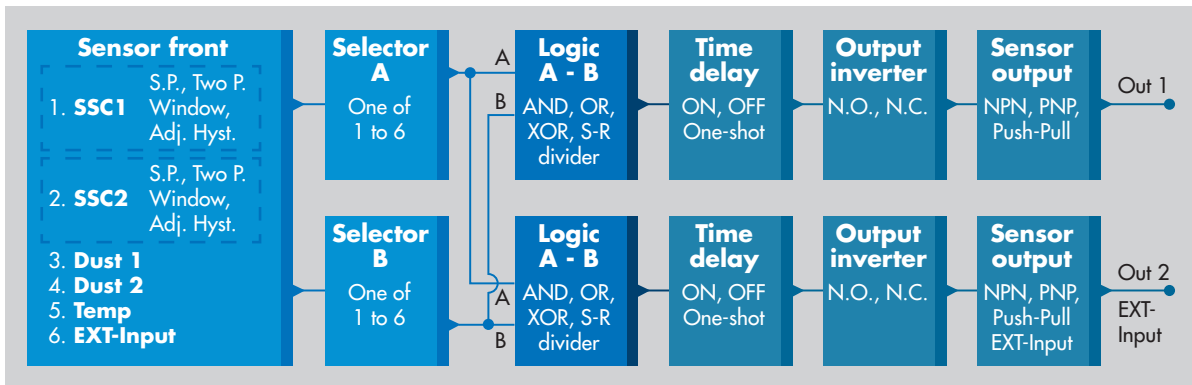 Sensor front
1. SSC1
S.P., Two P.
Window,
Adj. Hyst.
2. SSC2
S.P., Two P.
Window,
Adj. Hyst.
3. Dust 1
4. Dust 2
5. Temp
6. EXT-Input
Selector
A
One of
1 to 6
A
B
Logic
A - B
AND, OR,
XOR, S-R
divider
Time
delay
ON, OFF
One-shot
Output
inverter
N.O., N.C.
Sensor
output
NPN, PNP,
Push-Pull
Out 1
Selector
B
One of
1 to 6
A
B
Logic
A - B
AND, OR,
XOR, S-R
divider
Time
delay
ON, OFF
One-shot
Output
inverter
N.O., N.C.
Sensor
output
NPN, PNP,
Push-Pull
EXT-Input
Out 2
EXT-
Input